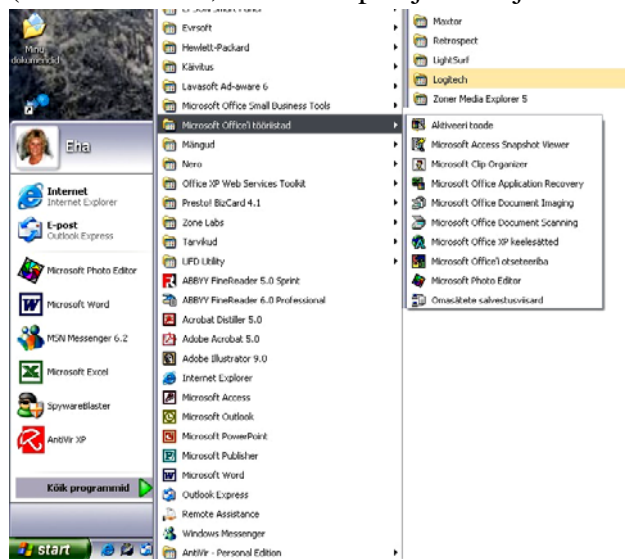 Minu
dokumendid
Internet
Internet Explorer
E-post
Outlook Express
Microsoft Photo Editor
Microsoft Word
MSN Messenger 6.2
Microsoft Excel
SpywareBlaster
AntiVir XP
Kõik programmid
start
EPSON Smart Panel
Evrsoft
Hewlett-Packard
Käivitus
Lavasoft Ad-aware 6
Microsoft Office Small Business Tools
Microsoft Office'i tööriistad
Mängud
Nero
Office XP Web Services Toolkit
Presto! BizCard 4.1
Zone Labs
Tarvikud
UFD Utility
ABBYY FineReader 5.0 Sprint
ABBYY FineReader 6.0 Professional
Acrobat Distiller 5.0
Adobe Acrobat 5.0
Adobe Illustrator 9.0
Internet Explorer
Microsoft Access
Microsoft Outlook
Microsoft PowerPoint
Microsoft Publisher
Microsoft Word
Outlook Express
Remote Assistance
Windows Messenger
AntiVir - Personal Edition
Maxtor
Retrospect
LightSurf
Logitech
Zoner Media Explorer 5
Aktiveeri toode
Microsoft Access Snapshot Viewer
Microsoft Clip Organizer
Microsoft Office Application Recovery
Microsoft Office Document Imaging
Microsoft Office Document Scanning
Microsoft Office XP keelesätted
Microsoft Office'i otseteeriba
Microsoft Photo Editor
Omasätete salvestusviisard